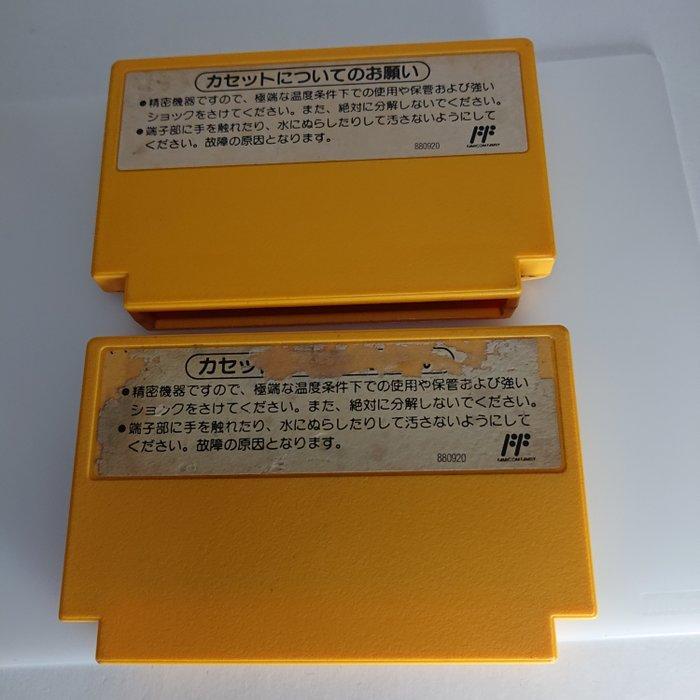 カセットについてのお願い
●精密機器ですので、極端な温度条件下での使用や保管および強い
ショックをさけてください。また、絶対に分解しないでください。
●端子部に手を触れたり、水にぬらしたりして汚さないようにして
ください。故障の原因となります。
880920
FAMICOM FAMILY
カセッ
●精密機器ですので、極端な温度条件下での使用や保管および強い
ショックをさけてください。また、絶対に分解しないでください。
●端子部に手を触れたり、水にぬらしたりして汚さないようにして
ください。故障の原因となります。
880920
FAMICOM FAMILY